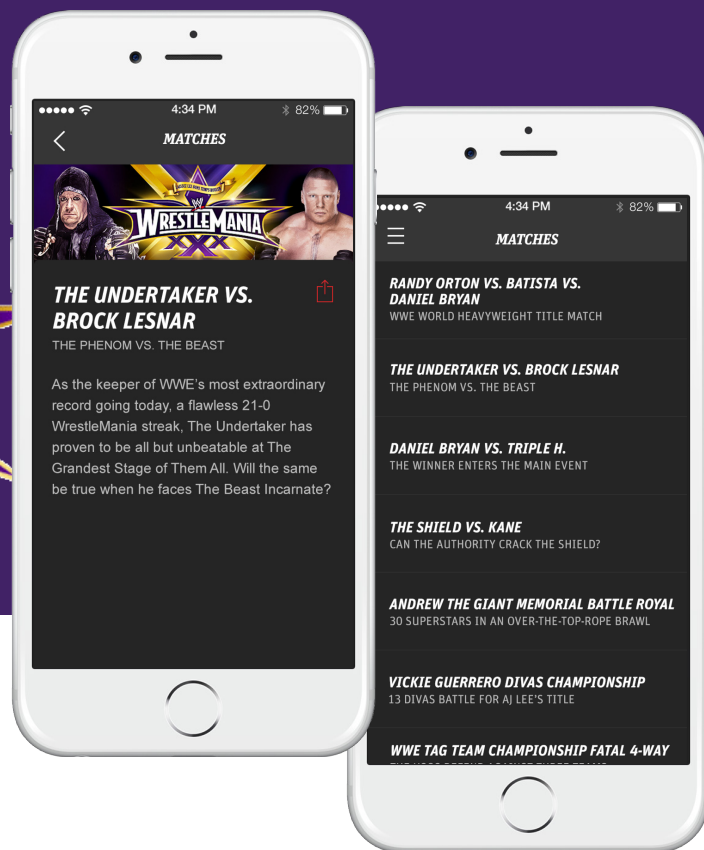 4:34 PM
82%
MATCHES
WRESTLEMANIA
XXX
THE UNDERTAKER VS.
BROCK LESNAR
THE PHENOM VS. THE BEAST
As the keeper of WWE's most extraordinary
record going today, a flawless 21-0
WrestleMania streak, The Undertaker has
proven to be all but unbeatable at The
Grandest Stage of Them All. Will the same
be true when he faces The Beast Incarnate?
4:34 PM
82%
MATCHES
RANDY ORTON VS. BATISTA VS.
DANIEL BRYAN
WWE WORLD HEAVYWEIGHT TITLE MATCH
THE UNDERTAKER VS. BROCK LESNAR
THE PHENOM VS. THE BEAST
DANIEL BRYAN VS. TRIPLE H.
THE WINNER ENTERS THE MAIN EVENT
THE SHIELD VS. KANE
CAN THE AUTHORITY CRACK THE SHIELD?
ANDREW THE GIANT MEMORIAL BATTLE ROYAL
30 SUPERSTARS IN AN OVER-THE-TOP-ROPE BRAWL
VICKIE GUERRERO DIVAS CHAMPIONSHIP
13 DIVAS BATTLE FOR AJ LEE'S TITLE
WWE TAG TEAM CHAMPIONSHIP FATAL 4-WAY